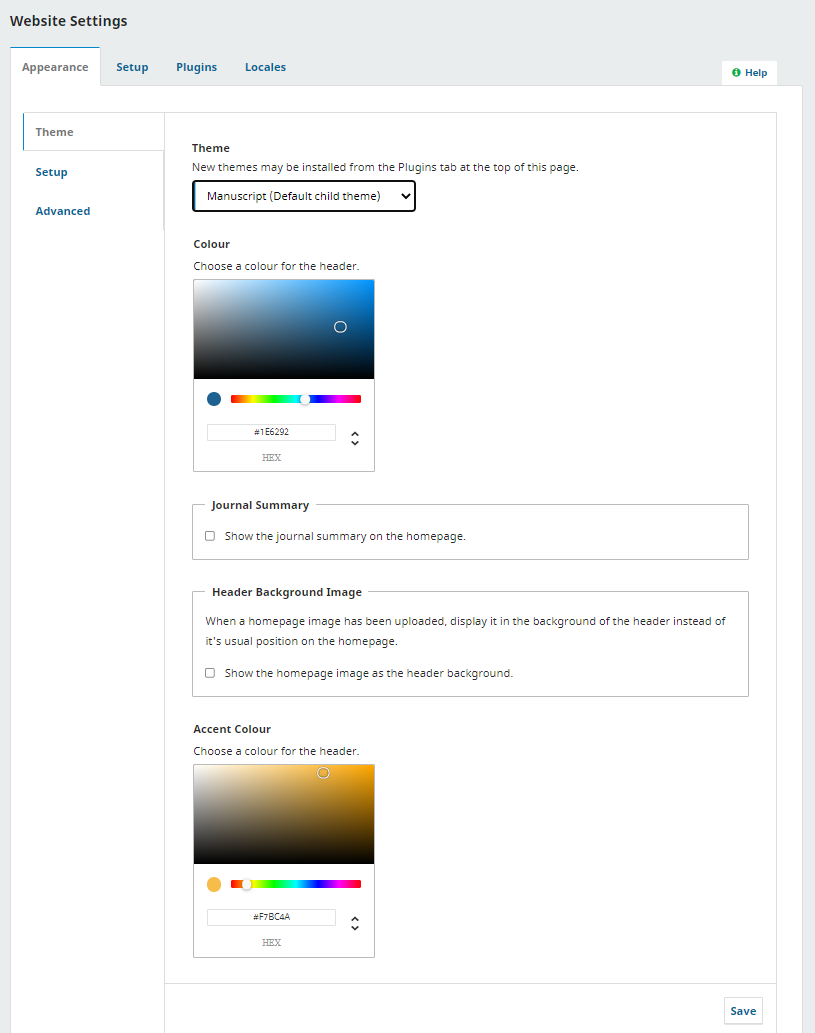 Website Settings
Appearance
Setup
Plugins
Locales
Help
Theme
Setup
Advanced
Theme
New themes may be installed from the Plugins tab at the top of this page.
Manuscript (Default child theme)
Colour
Choose a colour for the header.
#1E6292
HEX
Journal Summary
Show the journal summary on the homepage.
Header Background Image
When a homepage image has been uploaded, display it in the background of the header instead of
it's usual position on the homepage.
Show the homepage image as the header background.
Accent Colour
Choose a colour for the header.
#F7BC4A
HEX
Save